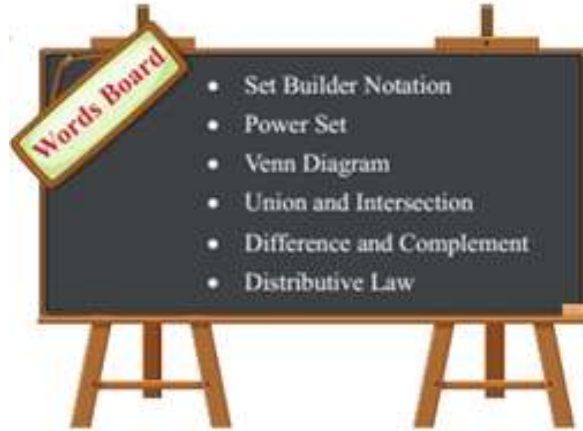 Words Board
• Set Builder Notation
• Power Set
• Venn Diagram
• Union and Intersection
• Difference and Complement
• Distributive Law